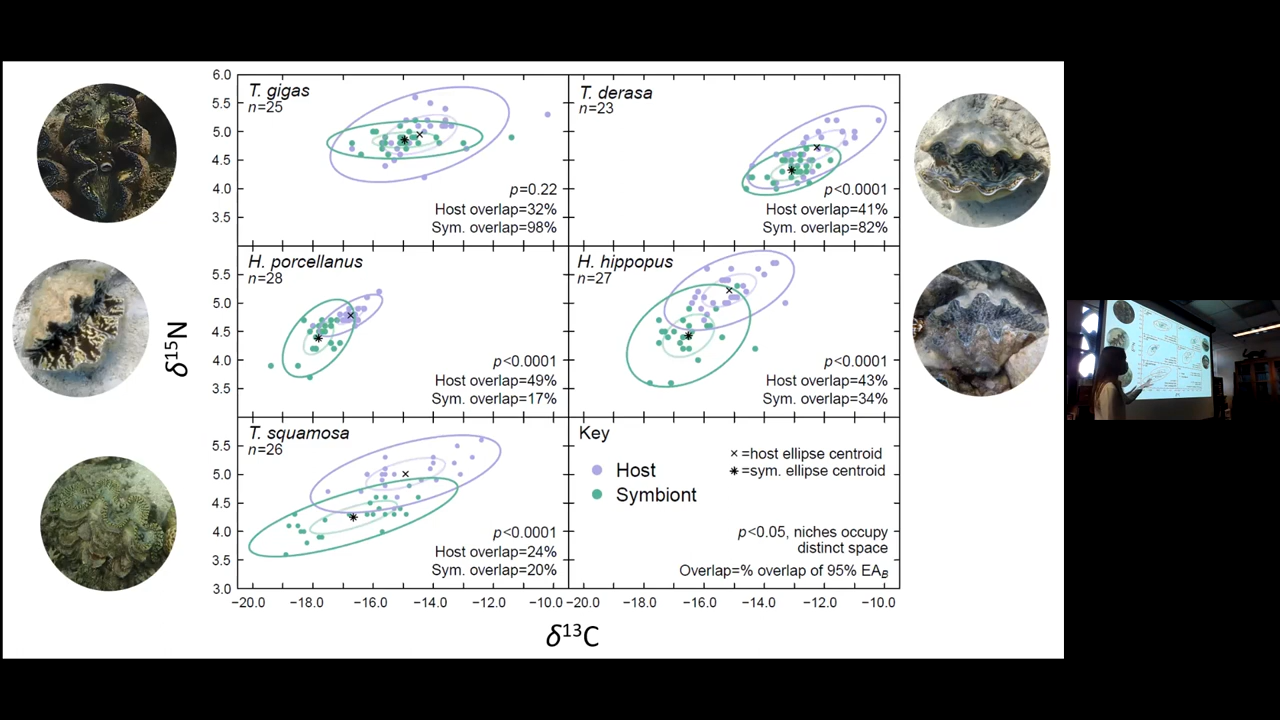 T. gigas
n=25
p=0.22
Host overlap=32%
Sym. overlap=98%
T. derasa
n=23
p<0.0001
Host overlap=41%
Sym. overlap=82%
H. porcellanus
n=28
p<0.0001
Host overlap=49%
Sym. overlap=17%
H. hippopus
n=27
p<0.0001
Host overlap=43%
Sym. overlap=34%
T. squamosa
n=26
p<0.0001
Host overlap=24%
Sym. overlap=20%
Key
×=host ellipse centroid
*=sym. ellipse centroid
Host
Symbiont
p<0.05, niches occupy
distinct space
Overlap=% overlap of 95% EAB
6.0
5.5
5.0
4.5
4.0
3.5
5.5
5.0
4.5
4.0
3.5
5.5
5.0
4.5
4.0
3.5
3.0
δ15N
−20.0 −18.0 −16.0 −14.0 −12.0 −10.0 −20.0 −18.0 −16.0 −14.0 −12.0 −10.0
δ13C